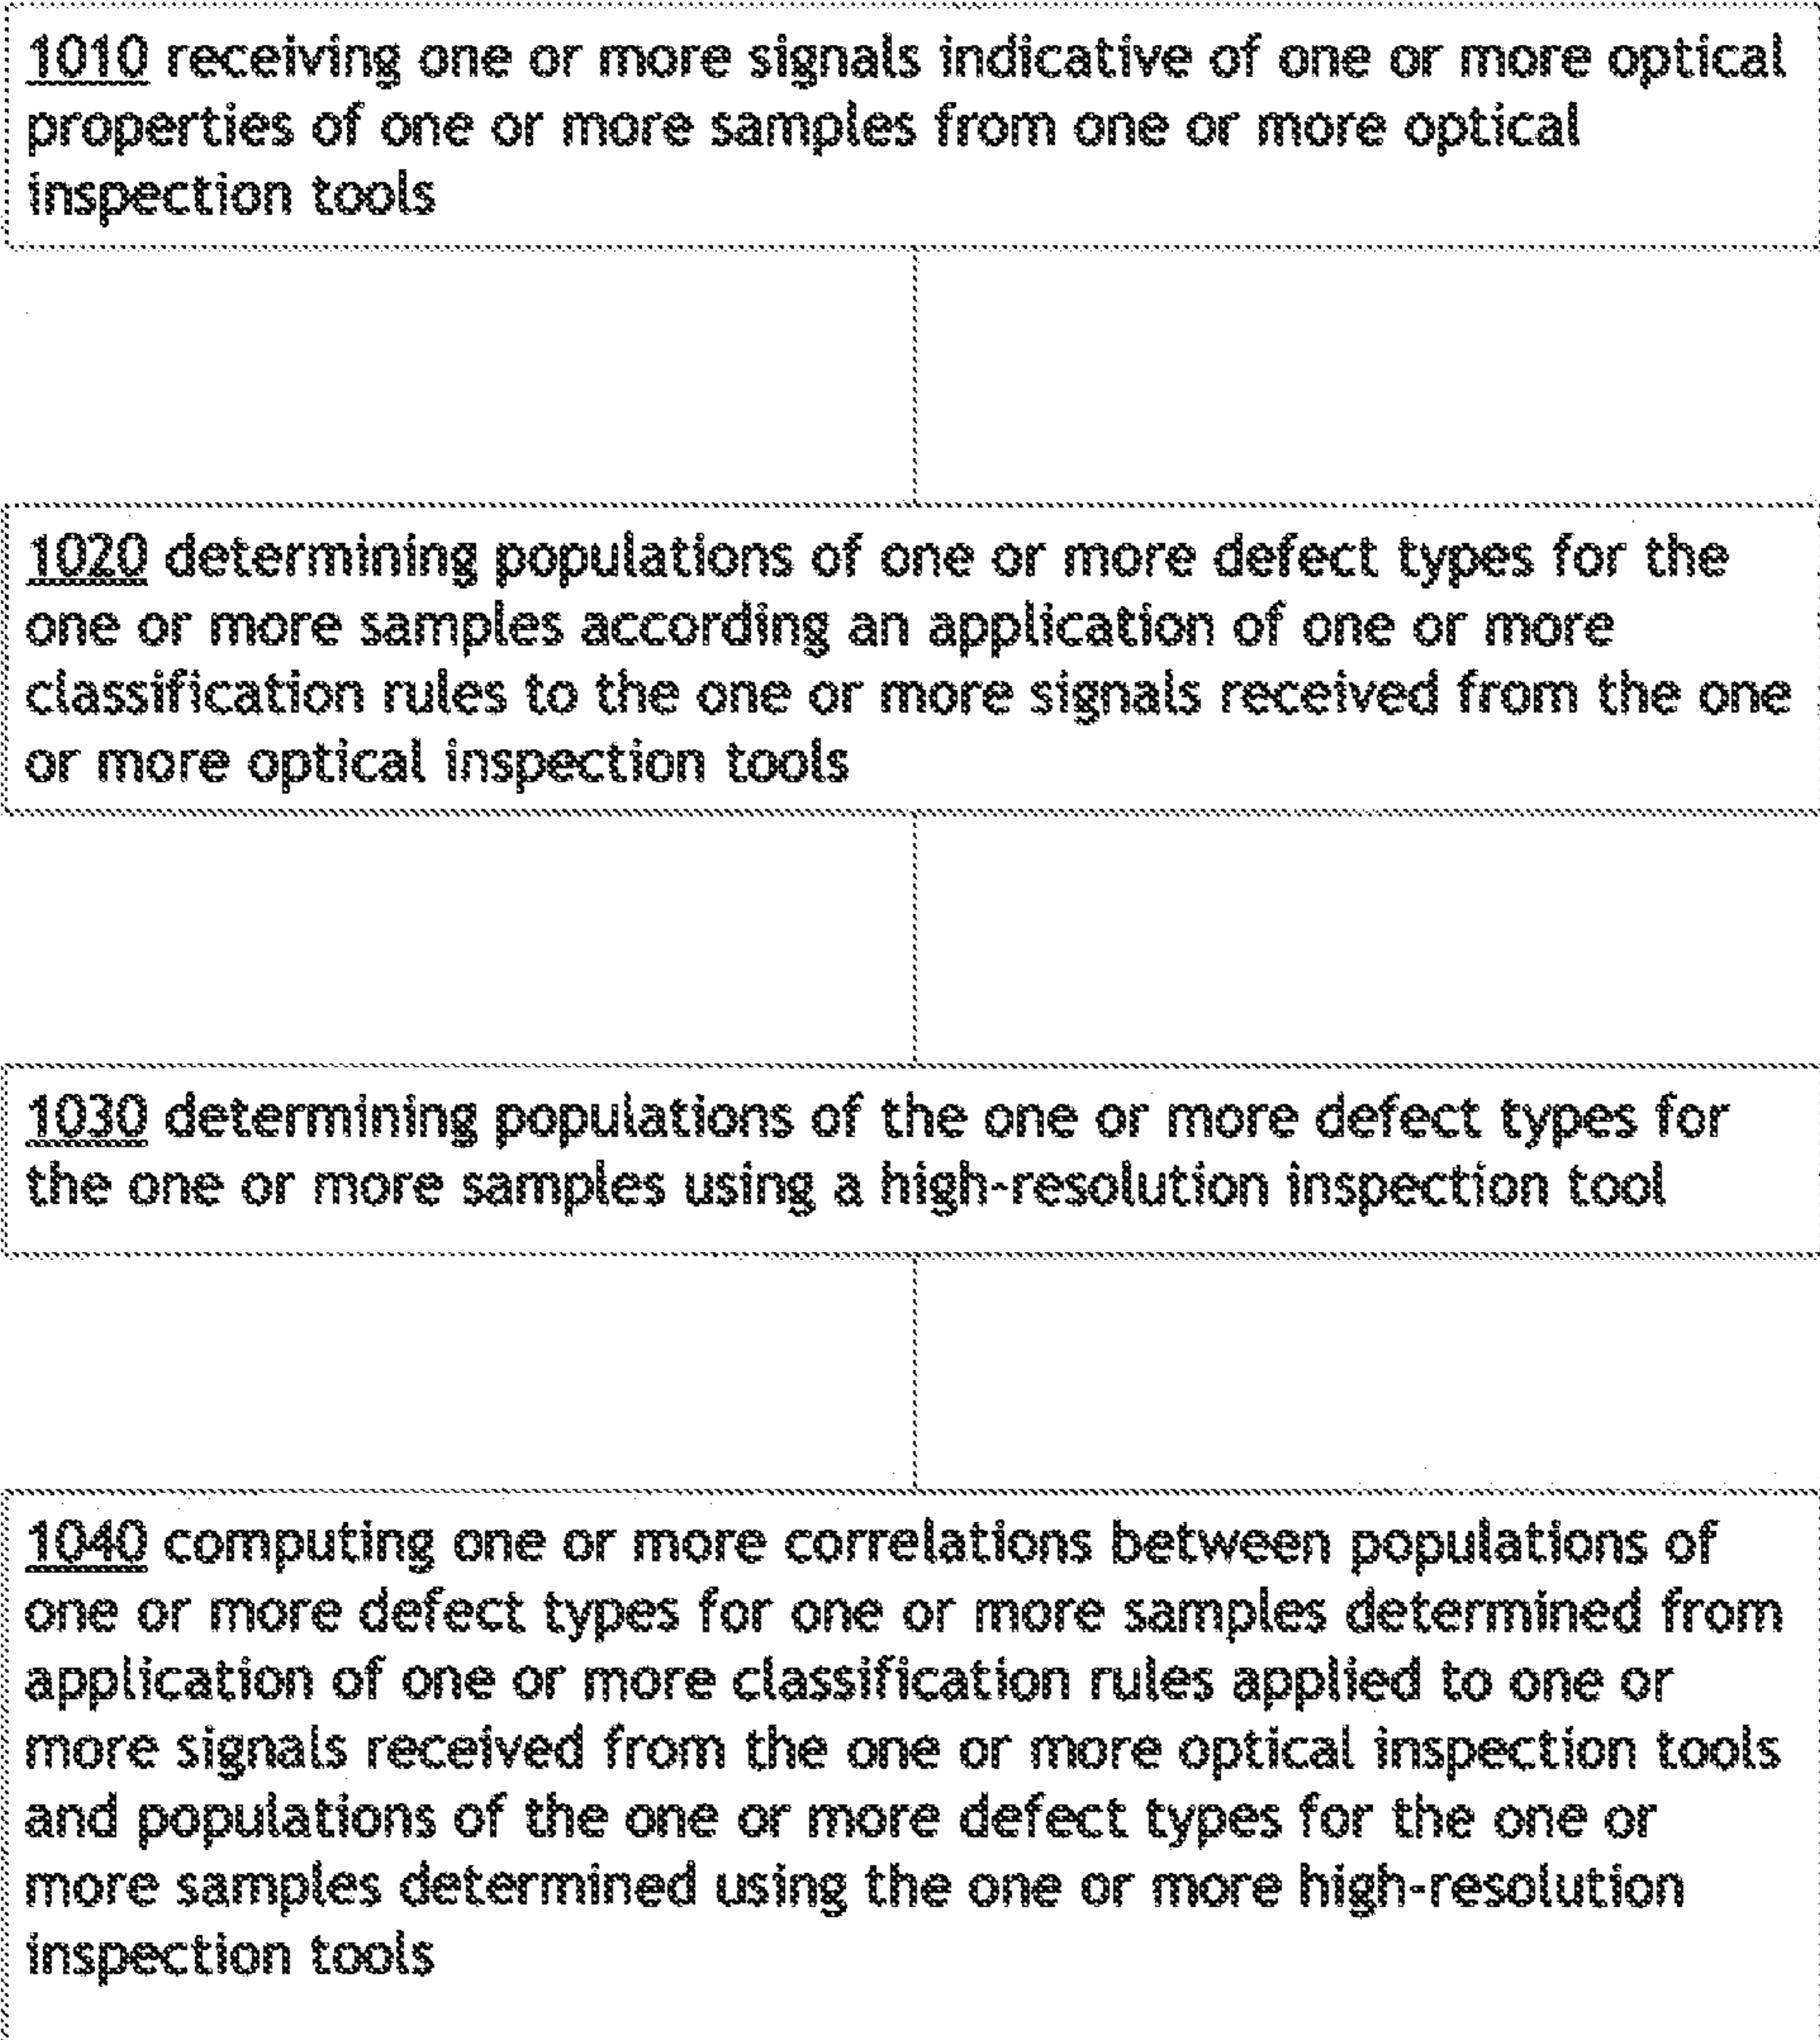 1010 receiving one or more signals indicative of one or more optical
properties of one or more samples from one or more optical
inspection tools
1020 determining populations of one or more defect types for the
one or more samples according an application of one or more
classification rules to the one or more signals received from the one
or more optical inspection tools
1030 determining populations of the one or more defect types for
the one or more samples using a high-resolution inspection tool
1040 computing one or more correlations between populations of
one or more defect types for one or more samples determined from
application of one or more classification rules applied to one or
more signals received from the one or more optical inspection tools
and populations of the one or more defect types for the one or
more samples determined using the one or more high-resolution
inspection tools